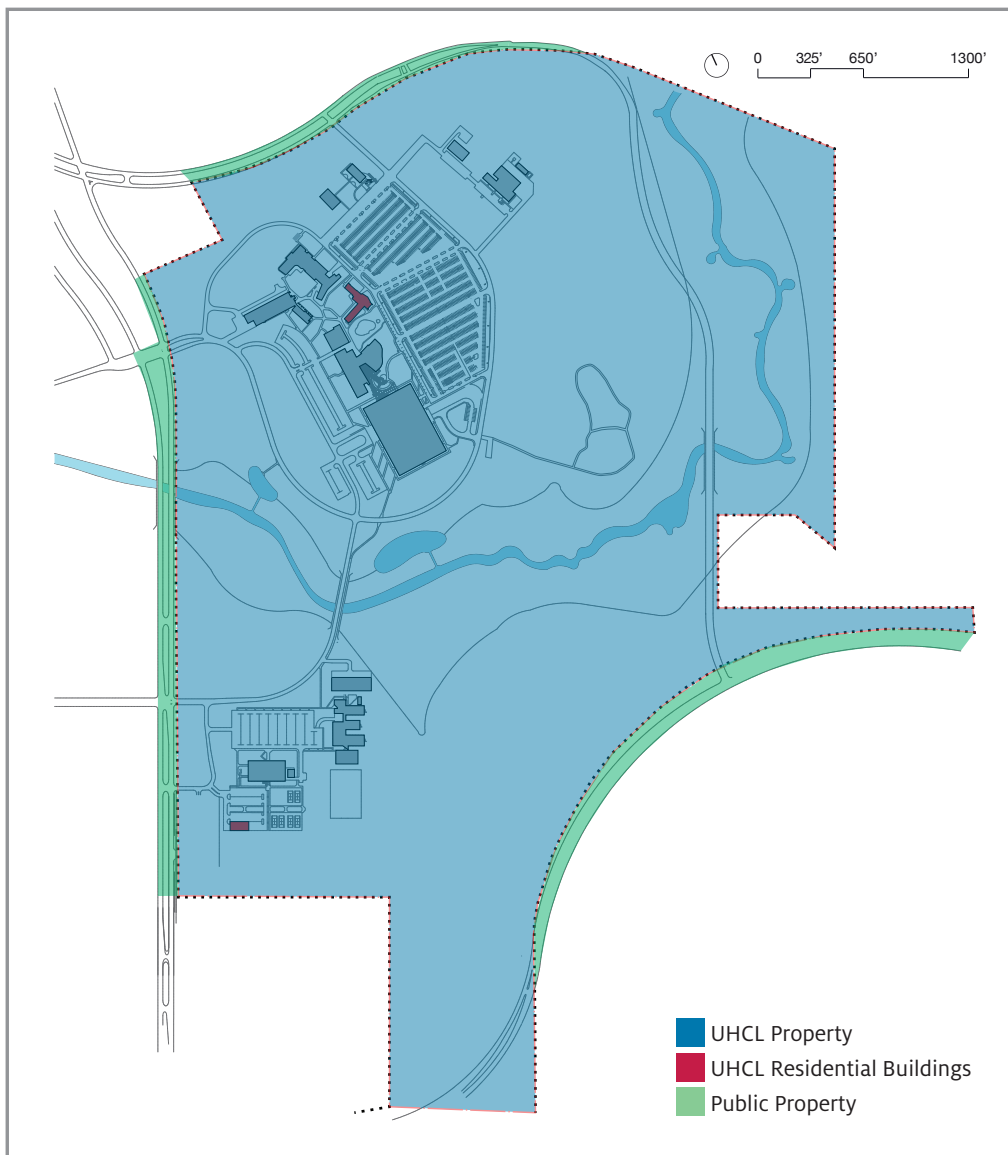 0 325' 650' 1300'
UHCL Property
UHCL Residential Buildings
Public Property